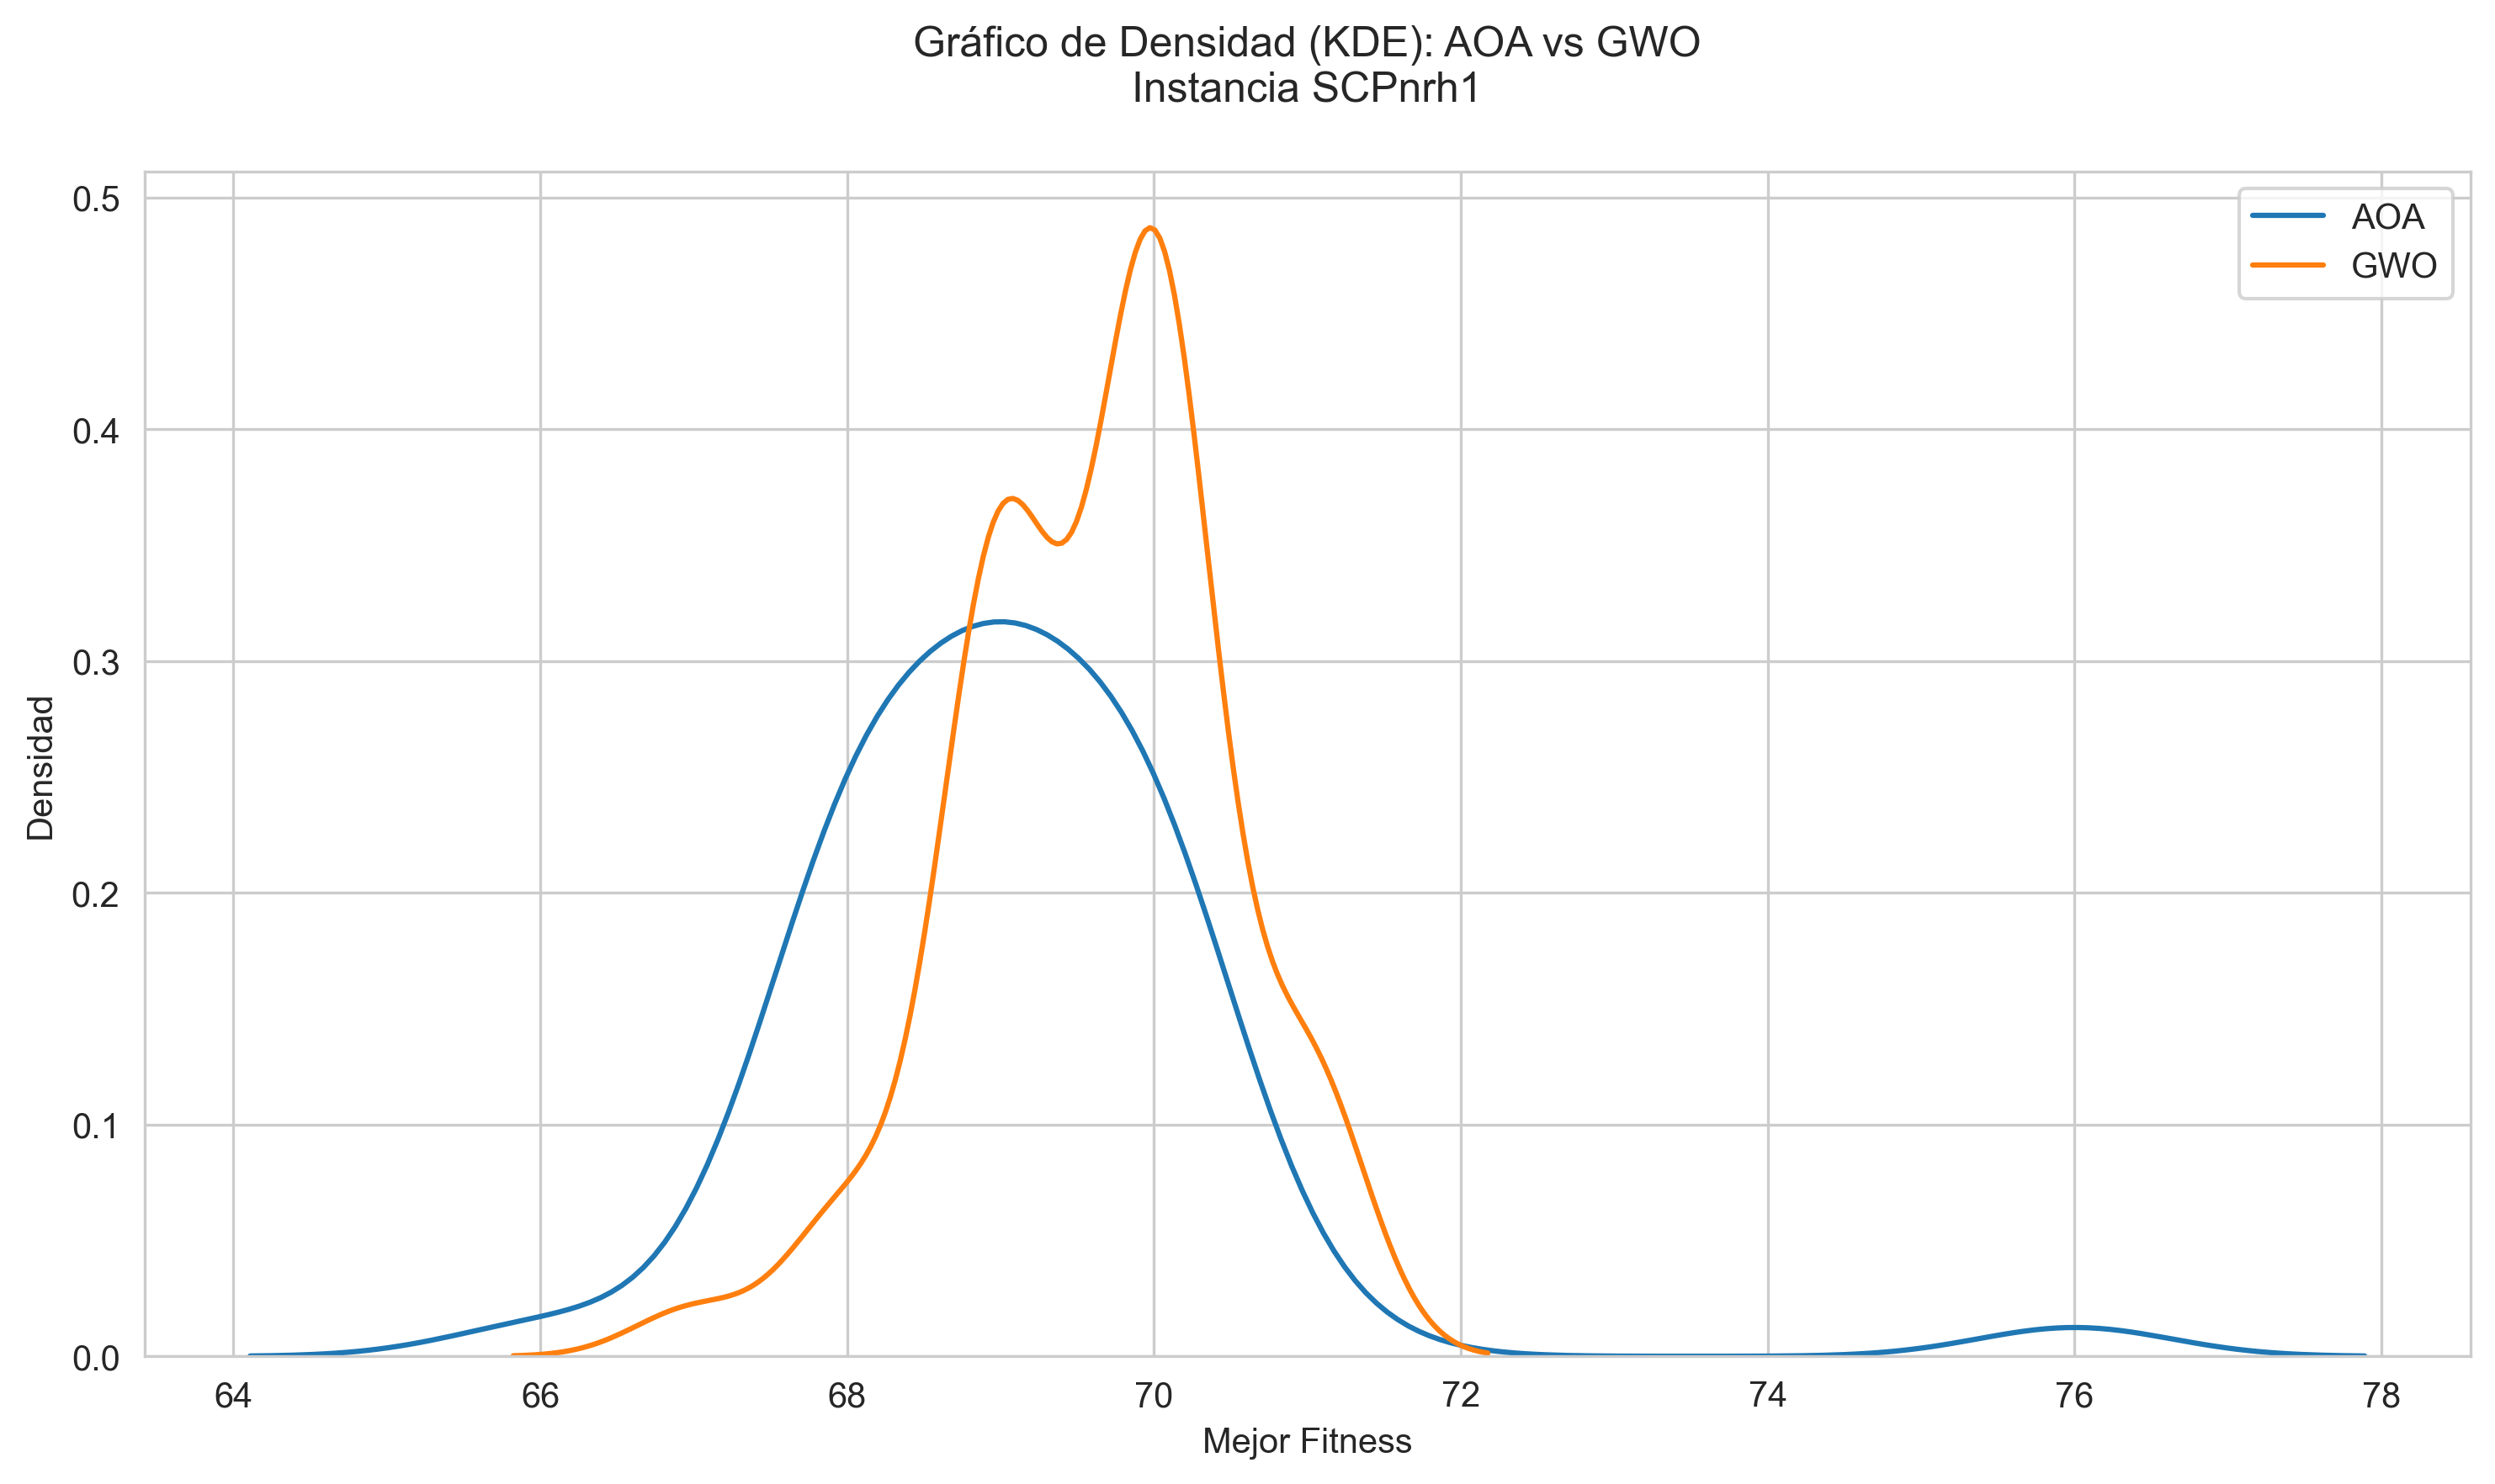 Gráfico de Densidad (KDE): AOA vs GWO
Instancia SCPnrh1
AOA
GWO
Densidad
0.5
0.4
0.3
0.2
0.1
0.0
64 66 68 70 72 74 76 78
Mejor Fitness